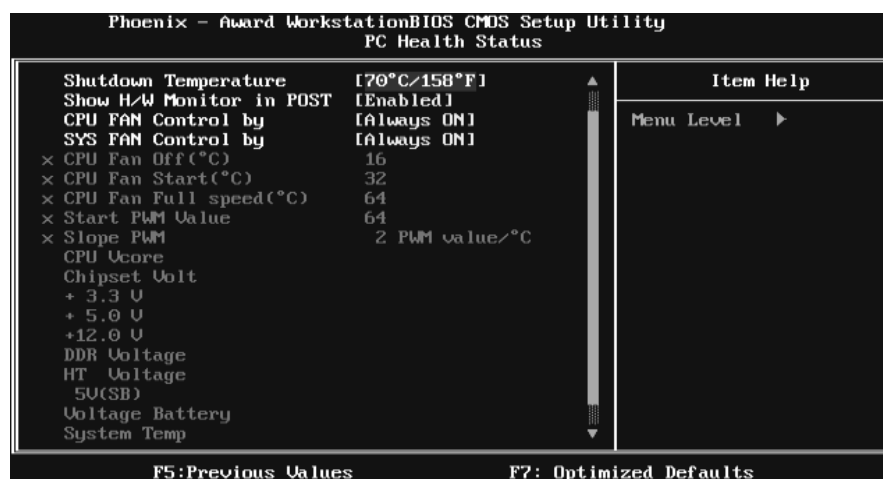 Phoenix - Award WorkstationBIOS CMOS Setup Utility
PC Health Status
Shutdown Temperature [70°C/158°F]
Show H/W Monitor in POST [Enabled]
CPU FAN Control by [Always ON]
SYS FAN Control by [Always ON]
x CPU Fan Off(°C) 16
x CPU Fan Start(°C) 32
x CPU Fan Full speed(°C) 64
x Start PWM Value 64
x Slope PWM 2 PWM value/°C
CPU Vcore
Chipset Volt
+ 3.3 V
+ 5.0 V
+12.0 V
DDR Voltage
HT Voltage
5V(SB)
Voltage Battery
System Temp
Item Help
Menu Level ▶
F5:Previous Values F7: Optimized Defaults